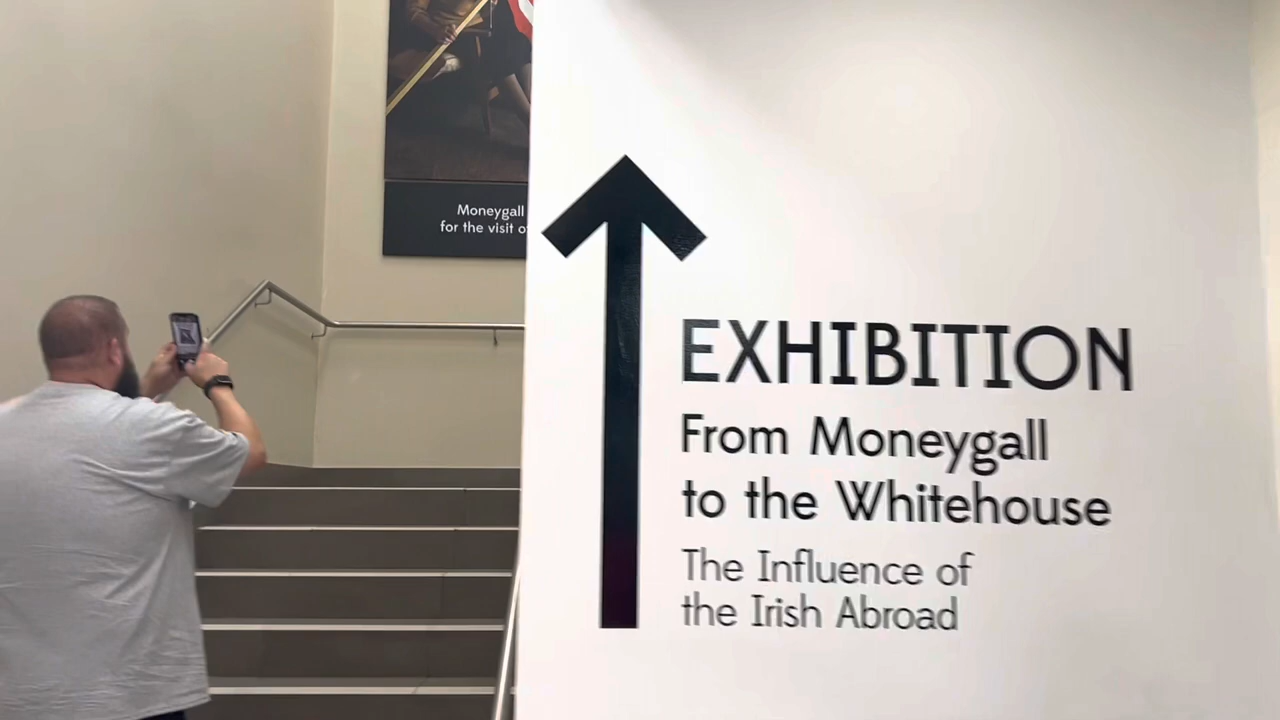 Moneygall
for the visit
EXHIBITION
From Moneygall
to the Whitehouse
The Influence of
the Irish Abroad